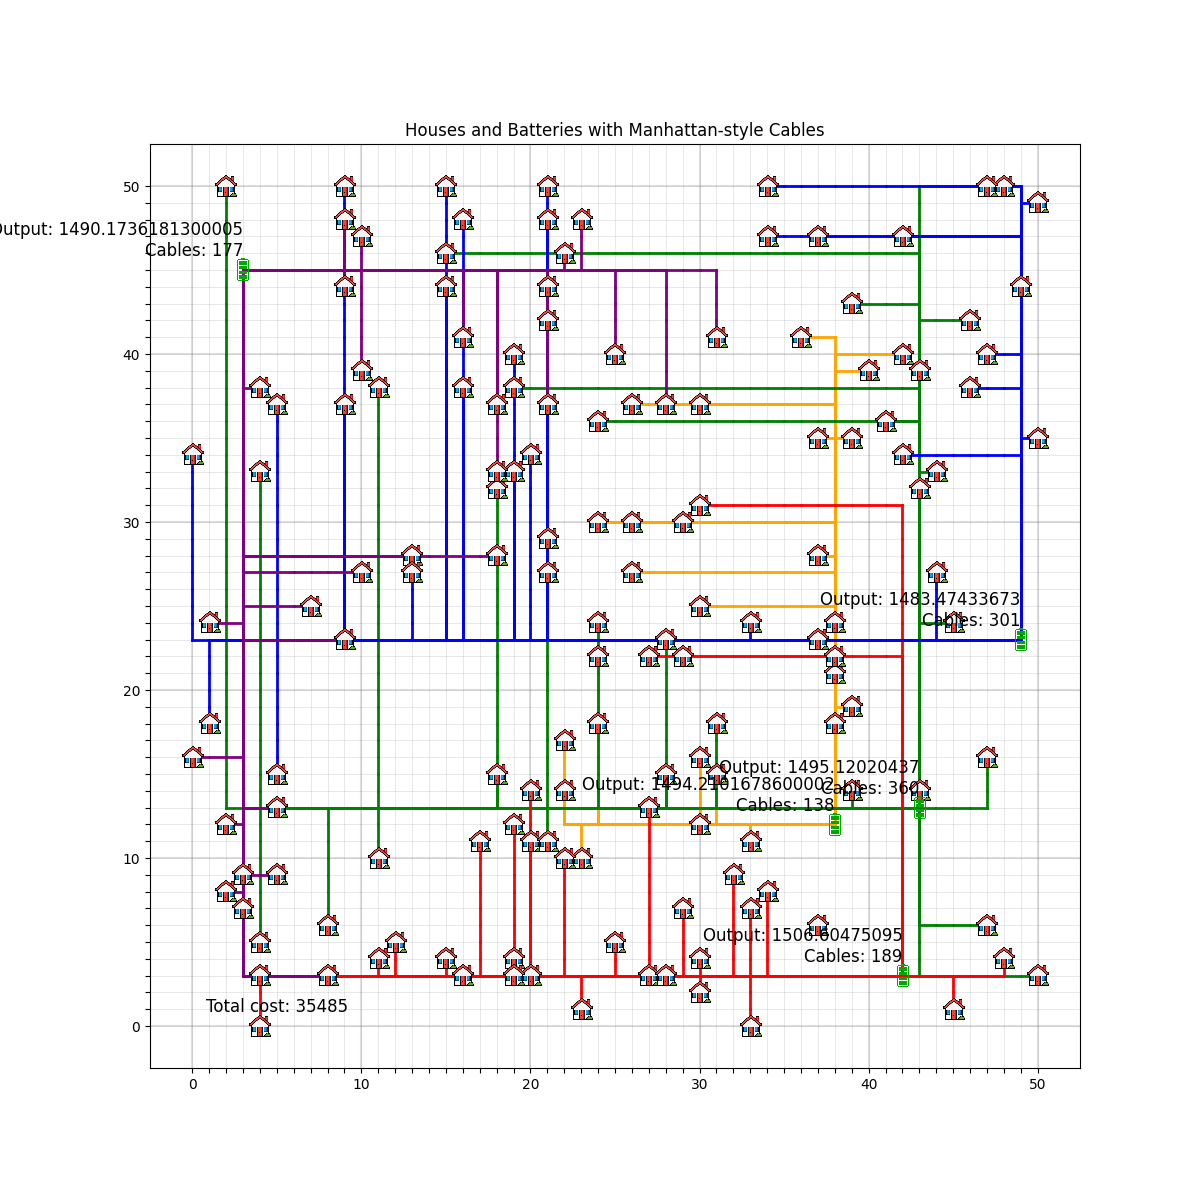 Houses and Batteries with Manhattan-style Cables
50
Output: 1490.1736181300005
Cables: 177
40
30
Output: 1483.47433673
Cables: 301
20
Output: 1495.12020437
Cables: 360
Output: 1494.2101678600002
Cables: 138
10
Output: 1506.60475095
Cables: 189
Total cost: 35485
0
0 10 20 30 40 50